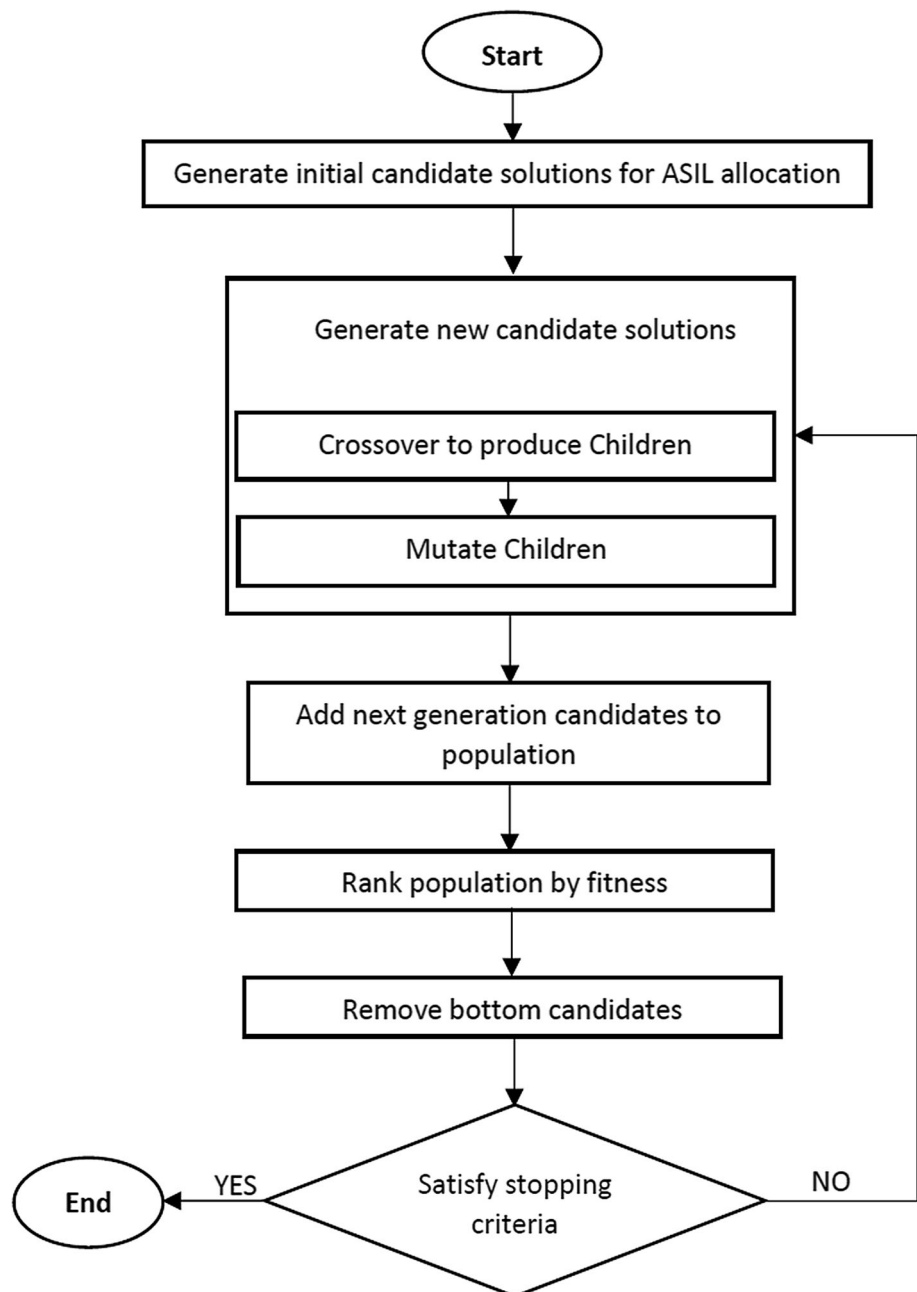 Start
Generate initial candidate solutions for ASIL allocation
Generate new candidate solutions
Crossover to produce Children
Mutate Children
Add next generation candidates to
population
Rank population by fitness
Remove bottom candidates
Satisfy stopping
criteria
YES
NO
End